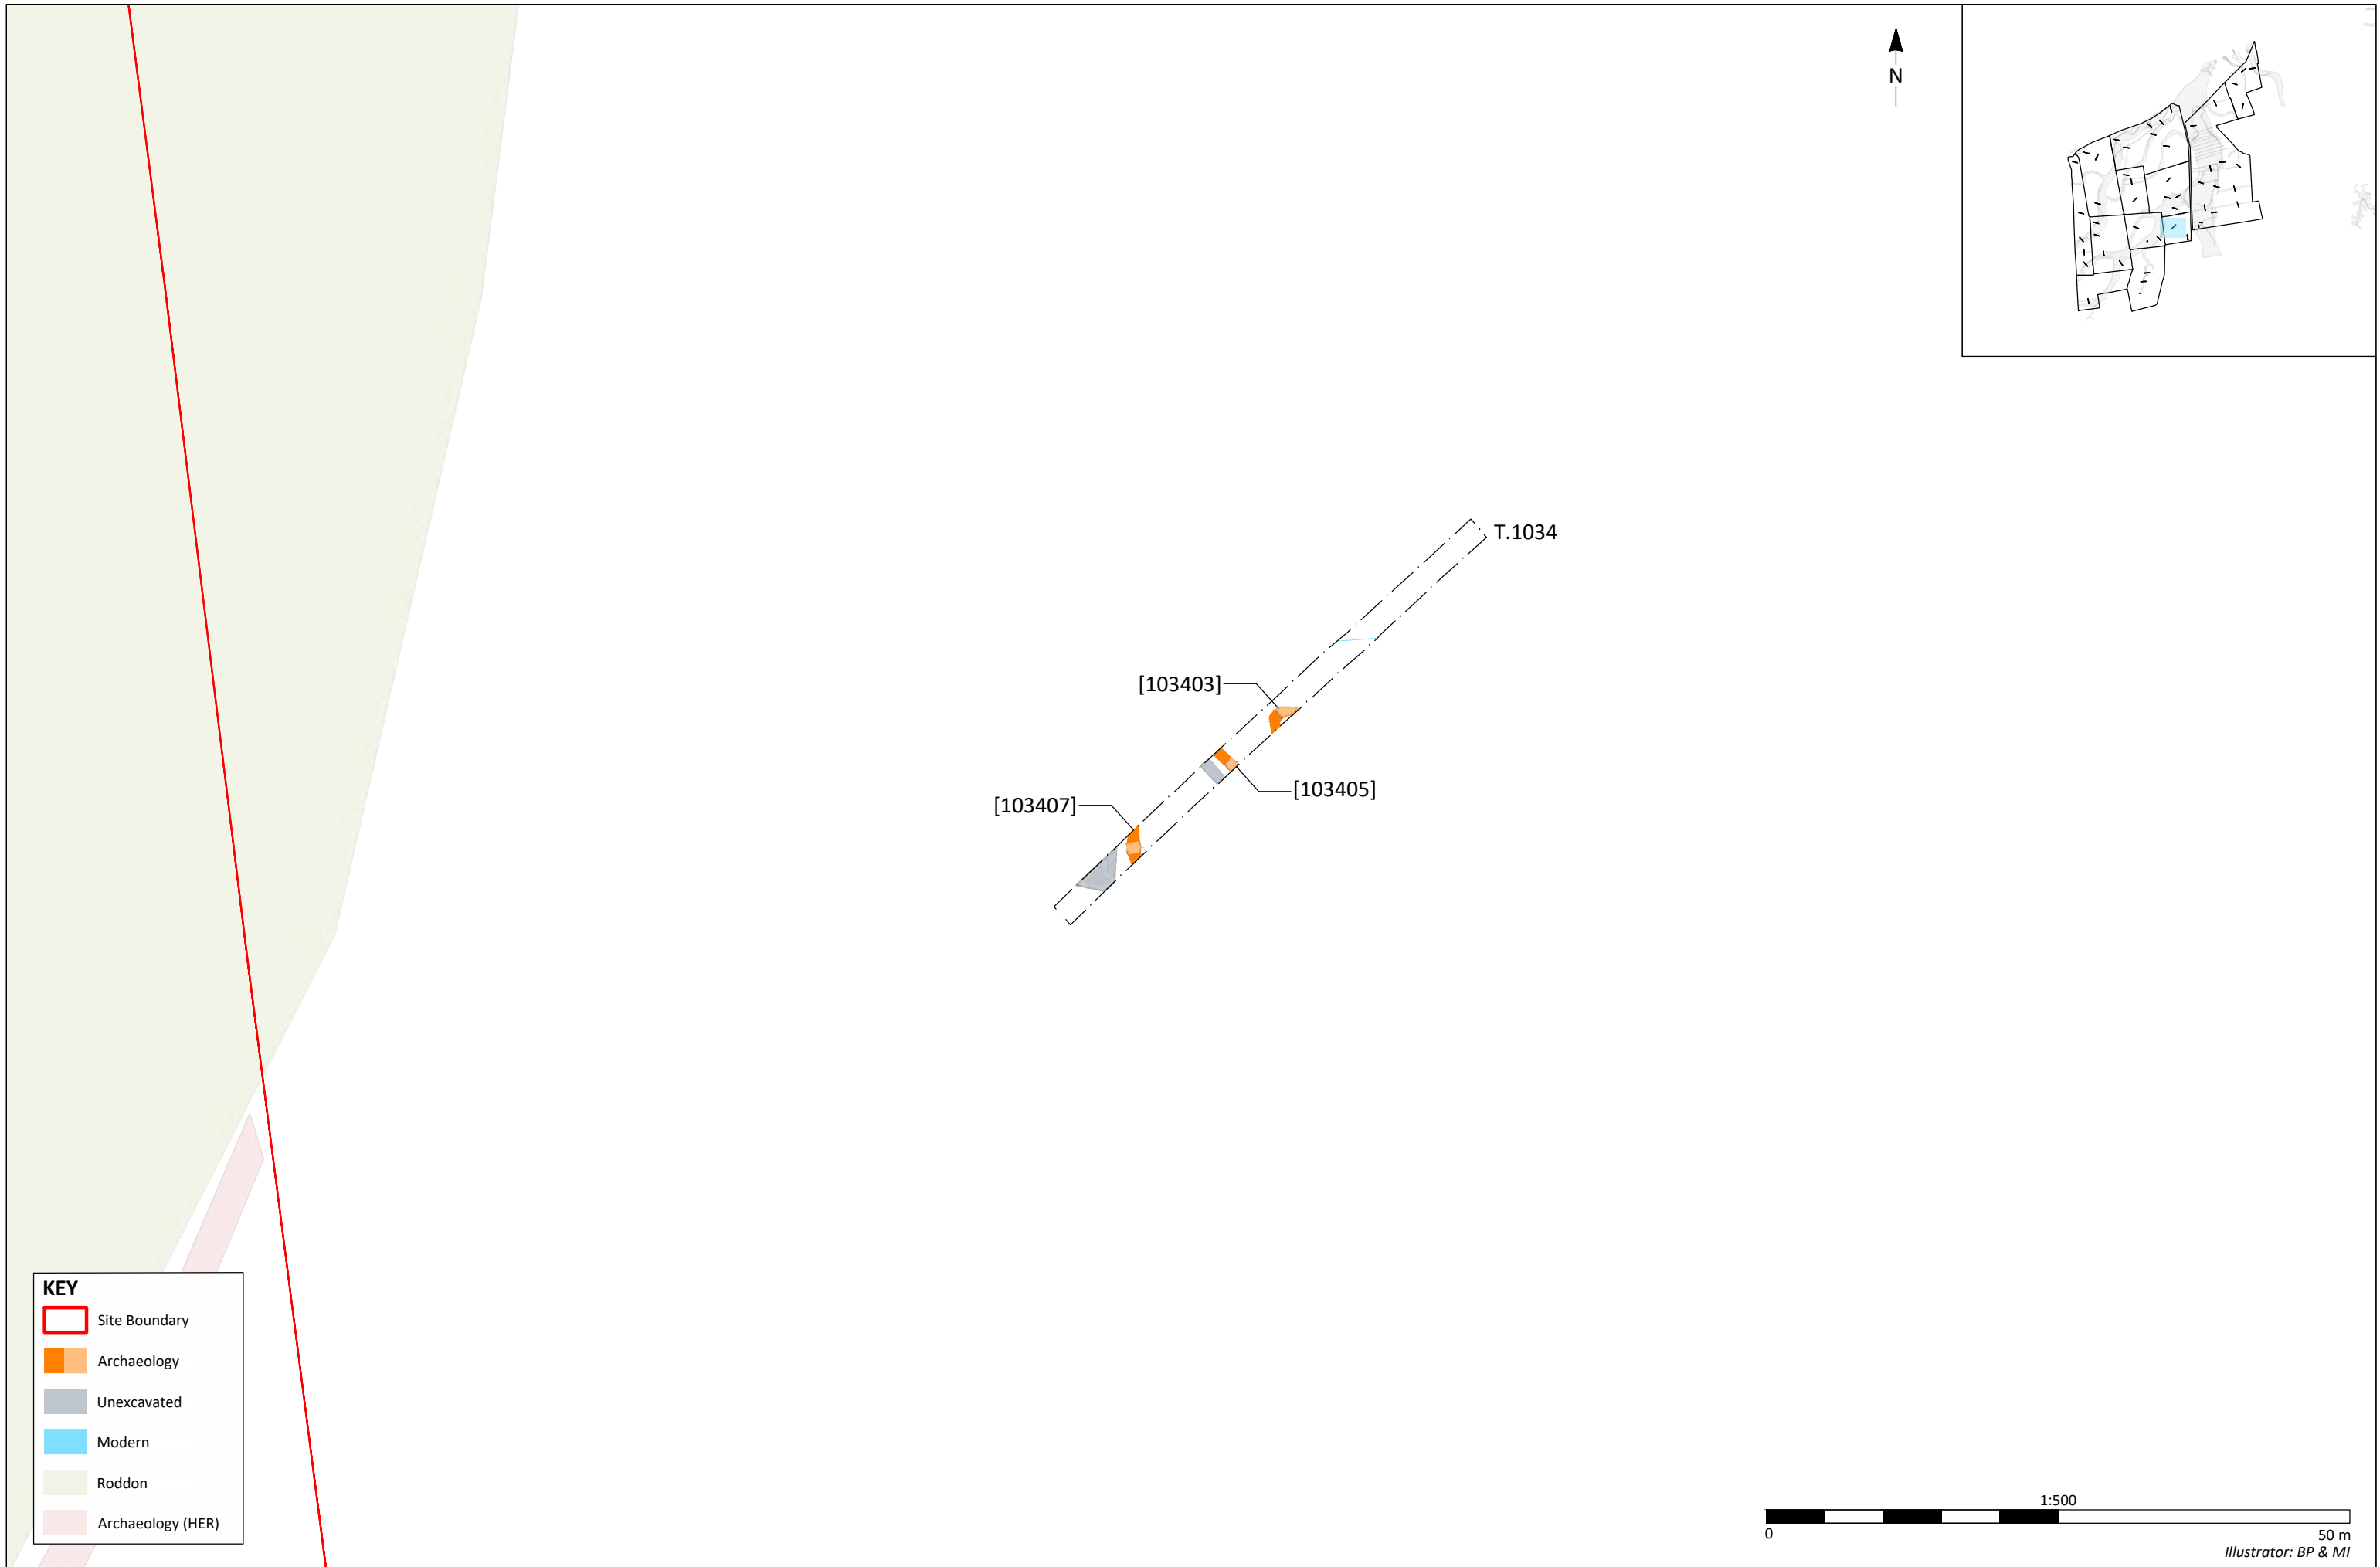 N
T.1034
[103403]
[103405]
[103407]
KEY
Site Boundary
Archaeology
Unexcavated
Modern
Roddon
Archaeology (HER)
1:500
0 50 m
Illustrator: BP & MI